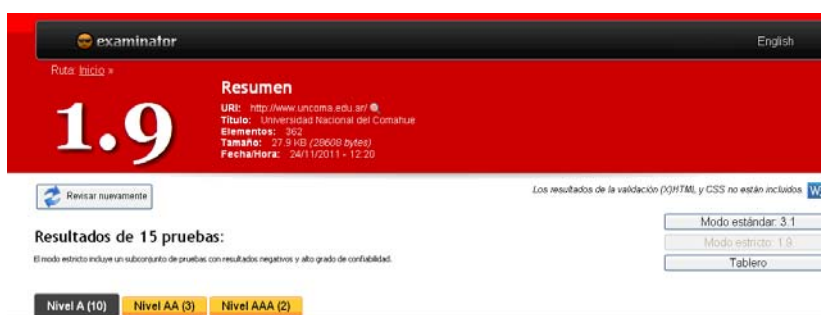 examinator
English
Ruta: Inicio »
1.9
Resumen
URI: http://www.uncoma.edu.ar/
Título: Universidad Nacional del Comahue
Elementos: 362
Tamaño: 27.9 KB (28608 bytes)
Fecha/Hora: 24/11/2011 - 12:20
Revisar nuevamente
Los resultados de la validación (X)HTML y CSS no están incluidos. W
Modo estándar: 3.1
Resultados de 15 pruebas:
Modo estricto: 1.9
El modo estricto incluye un subconjunto de pruebas con resultados negativos y alto grado de confiabilidad.
Tablero
Nivel A (10) Nivel AA (3) Nivel AAA (2)